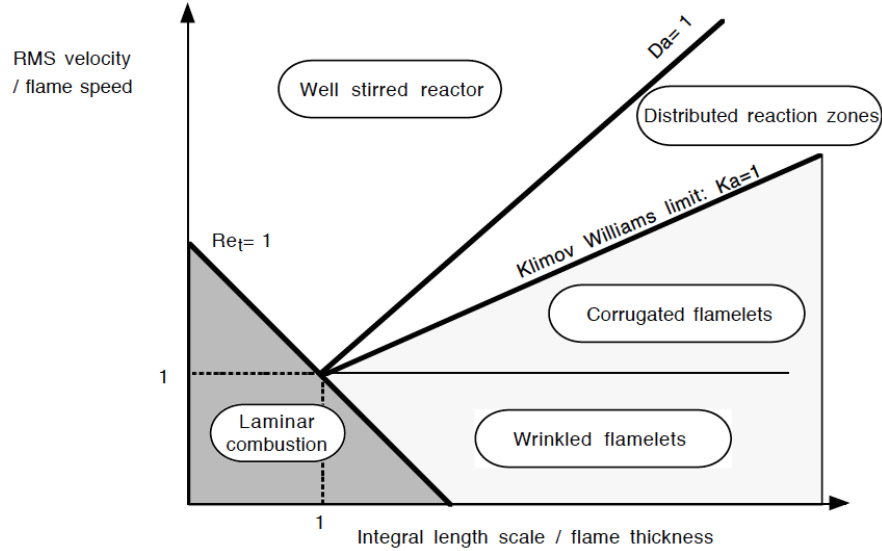 RMS velocity
/ flame speed
Well stirred reactor
Da= 1
Distributed reaction zones
Klimov Williams limit: Ka=1
Ret= 1
Corrugated flamelets
1
Laminar
combustion
Wrinkled flamelets
1
Integral length scale / flame thickness